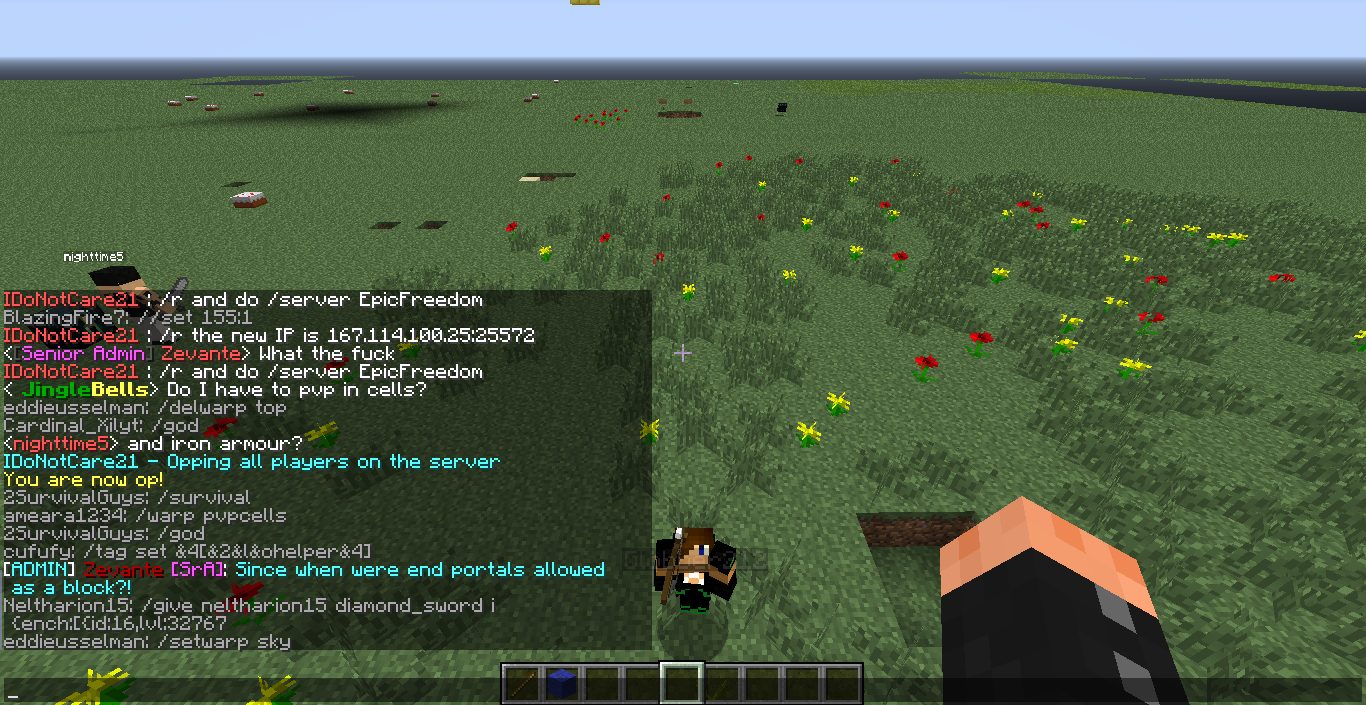 nighttime5
IDoNotCare21 : /r and do /server EpicFreedom
BlazingFire7: //set 155:1
IDoNotCare21 : /r the new IP is 167.114.100.25:25572
<[Senior Admin] Zevante> What the fuck
IDoNotCare21 : /r and do /server EpicFreedom
< JingleBells> Do I have to pvp in cells?
eddieusselman: /delwarp top
Cardinal_Xilyt: /god
<nighttime5> and iron armour?
IDoNotCare21 - Opping all players on the server
You are now op!
2SurvivalGuys: /survival
ameara1234: /warp pvpcells
2SurvivalGuys: /god
cufufy: /tag set &4[&2&l&ohelper&4]
[ADMIN] Zevante [SrA]: Since when were end portals allowed
as a block?!
Neltharion15: /give neltharion15 diamond_sword i
{ench:[{id:16,lvl:32767
eddieusselman: /setwarp sky
_